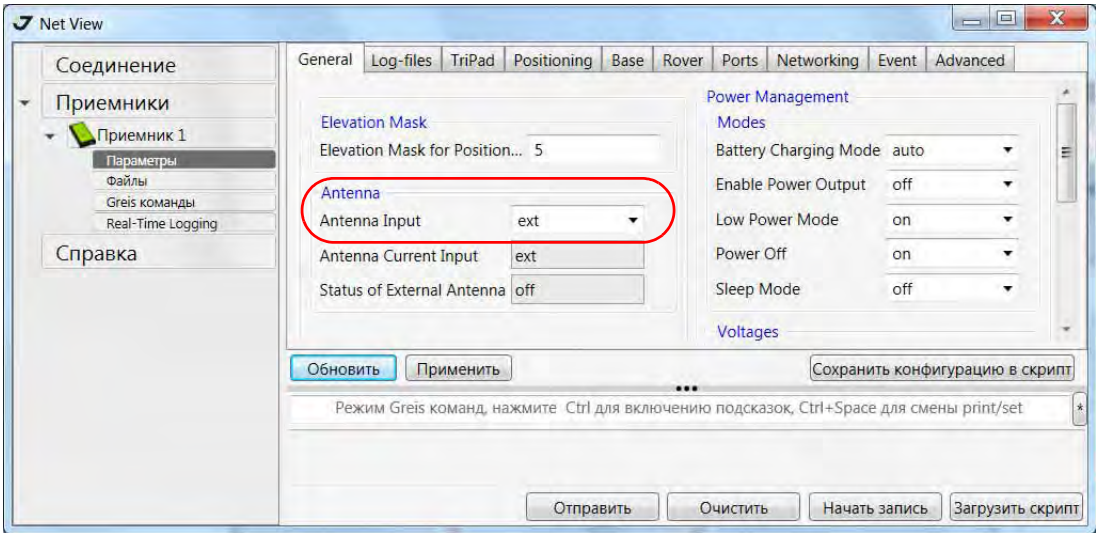 Net View
Соединение
Приемники
Приемник 1
Параметры
Файлы
Greis команды
Real-Time Logging
Справка
General Log-files TriPad Positioning Base Rover Ports Networking Event Advanced
Elevation Mask
Elevation Mask for Position... 5
Antenna
Antenna Input ext
Antenna Current Input ext
Status of External Antenna off
Power Management
Modes
Battery Charging Mode auto
Enable Power Output off
Low Power Mode on
Power Off on
Sleep Mode off
Voltages
Обновить Применить Сохранить конфигурацию в скрипт
Режим Greis команд, нажмите Ctrl для включению подсказок, Ctrl+Space для смены print/set *
Отправить Очистить Начать запись Загрузить скрипт